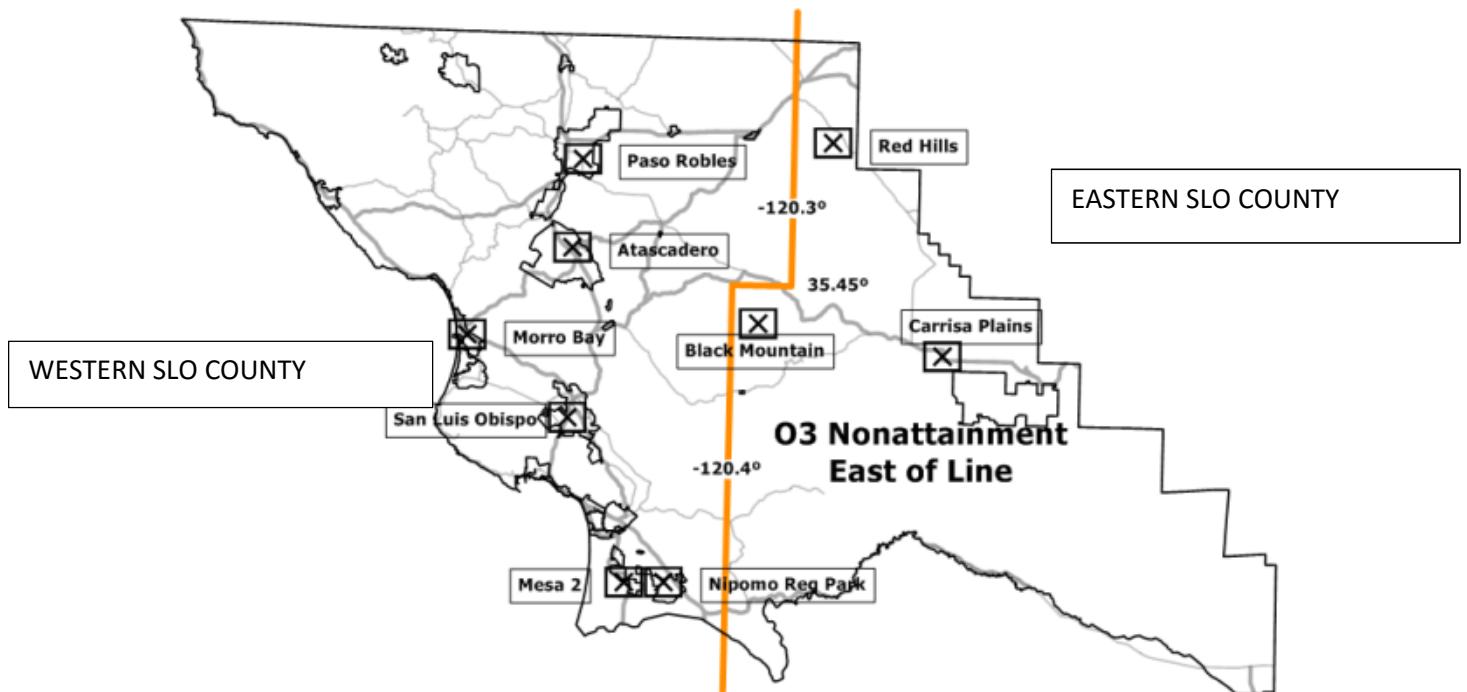 Paso Robles
Red Hills
EASTERN SLO COUNTY
-120.3º
Atascadero
35.45º
Carrisa Plains
Morro Bay
Black Mountain
WESTERN SLO COUNTY
San Luis Obispo
O3 Nonattainment
East of Line
-120.4º
Mesa 2
Nipomo Reg Park